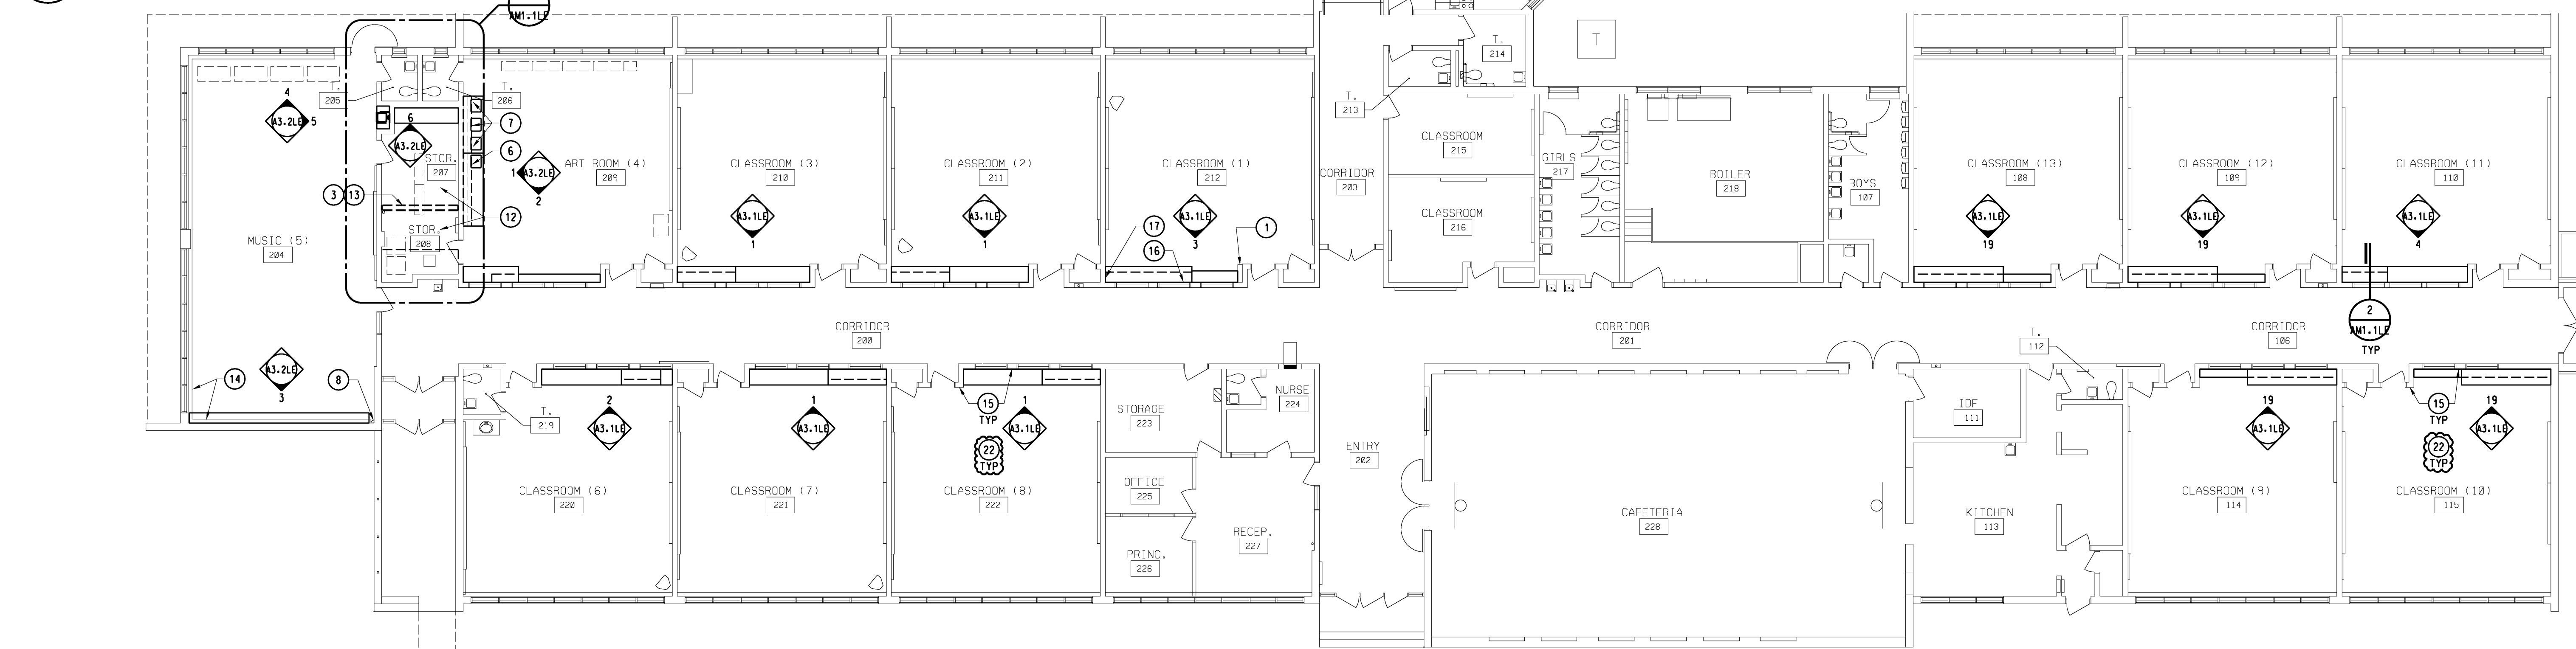 AM1.1LE
T
T.
214
T.
205
T.
206
T.
213
4
A3.2LE
5
6
A3.2LE
7
6
STOR.
207
ART ROOM (4)
209
1
A3.2LE
2
CLASSROOM (3)
210
CLASSROOM (2)
211
CLASSROOM (1)
212
CORRIDOR
203
CLASSROOM
215
CLASSROOM
216
GIRLS
217
BOILER
218
BOYS
107
CLASSROOM (13)
108
CLASSROOM (12)
109
CLASSROOM (11)
110
3
13
12
STOR.
208
MUSIC (5)
204
A3.1LE
1
A3.1LE
1
A3.1LE
3
17
16
1
A3.1LE
19
A3.1LE
19
A3.1LE
4
2
AM1.1LE
TYP
CORRIDOR
200
CORRIDOR
201
CORRIDOR
106
T.
112
14
A3.2LE
3
8
T.
219
2
A3.1LE
1
A3.1LE
15
TYP
1
A3.1LE
22
TYP
STORAGE
223
NURSE
224
ENTRY
202
IDF
111
19
A3.1LE
15
TYP
19
A3.1LE
22
TYP
CLASSROOM (6)
220
CLASSROOM (7)
221
CLASSROOM (8)
222
OFFICE
225
PRINC.
226
RECEP.
227
CAFETERIA
228
KITCHEN
113
CLASSROOM (9)
114
CLASSROOM (10)
115